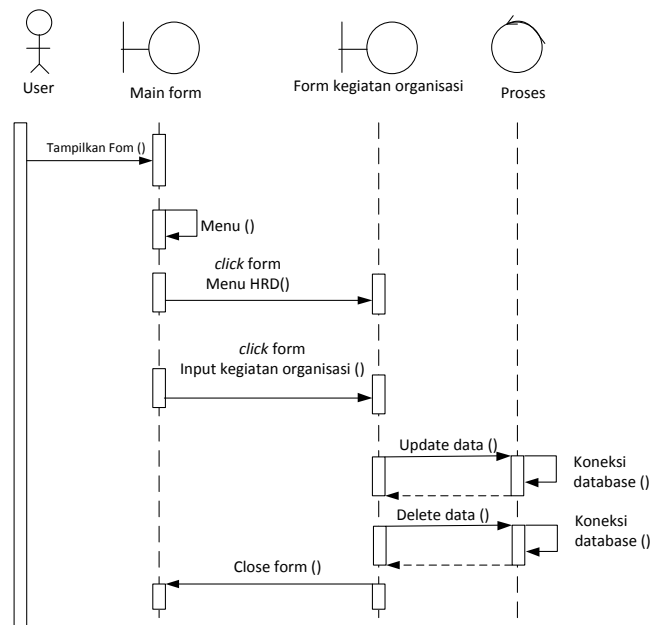 User
Main form
Form kegiatan organisasi
Proses
Tampilkan Fom ()
Menu ()
click form
Menu HRD()
click form
Input kegiatan organisasi ()
Update data ()
Koneksi
database ()
Delete data ()
Koneksi
database ()
Close form ()